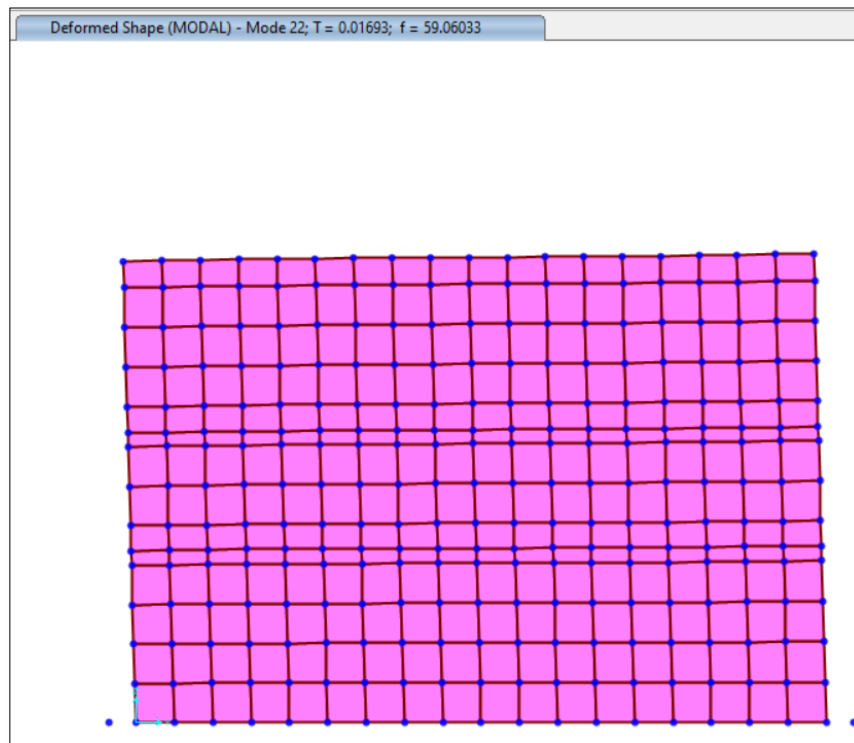 Deformed Shape (MODAL) - Mode 22; T = 0.01693; f = 59.06033